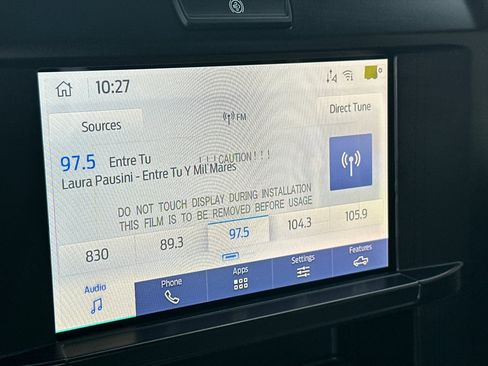 10:27
Sources
FM
Direct Tune
97.5 Entre Tu
! ! ! CAUTION ! ! !
Laura Pausini - Entre Tu Y Mil Mares
DO NOT TOUCH DISPLAY DURING INSTALLATION
THIS FILM IS TO BE REMOVED BEFORE USAGE
830 89.3 97.5 104.3 105.9
Audio Phone Apps Settings Features